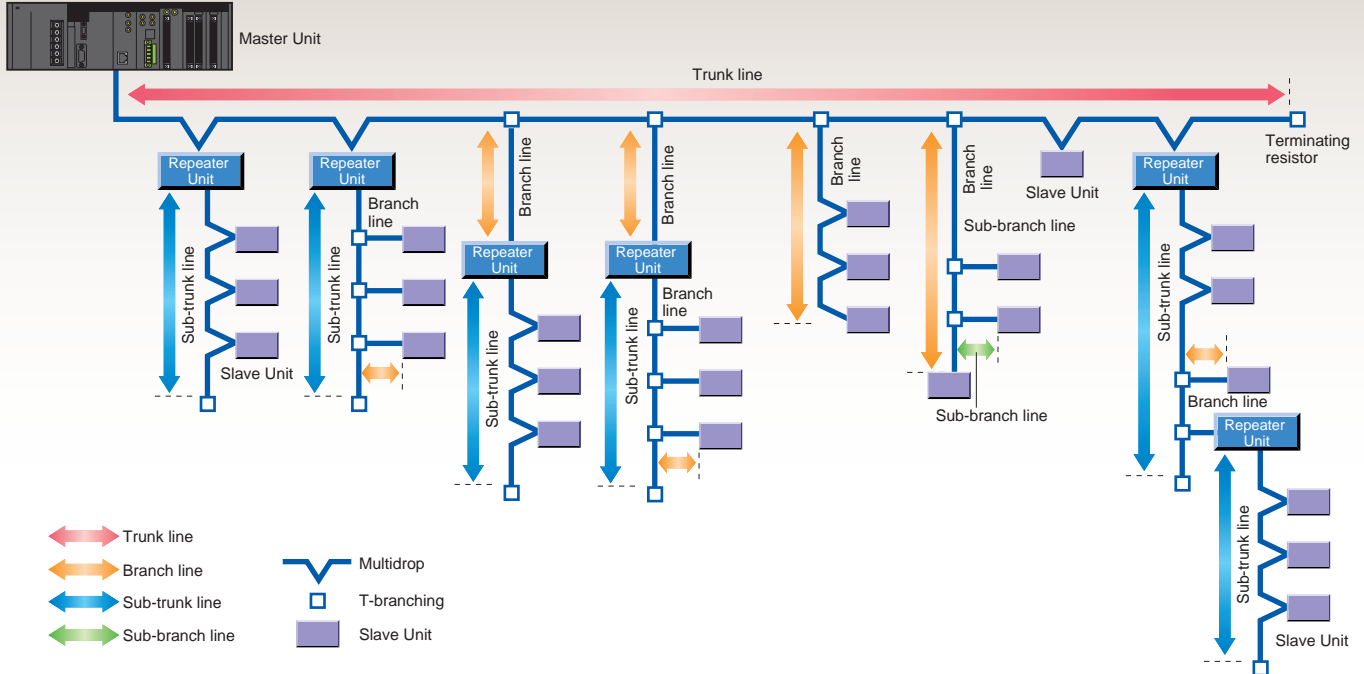 Master Unit
Trunk line
Terminating
resistor
Repeater
Unit
Sub-trunk line
Slave Unit
Repeater
Unit
Branch
line
Sub-trunk line
Branch line
Repeater
Unit
Sub-trunk line
Branch line
Repeater
Unit
Branch
line
Sub-trunk line
Branch
line
Branch
line
Sub-branch line
Sub-branch line
Slave Unit
Repeater
Unit
Sub-trunk line
Branch line
Repeater
Unit
Sub-trunk line
Slave Unit
Trunk line
Branch line
Sub-trunk line
Sub-branch line
Multidrop
T-branching
Slave Unit